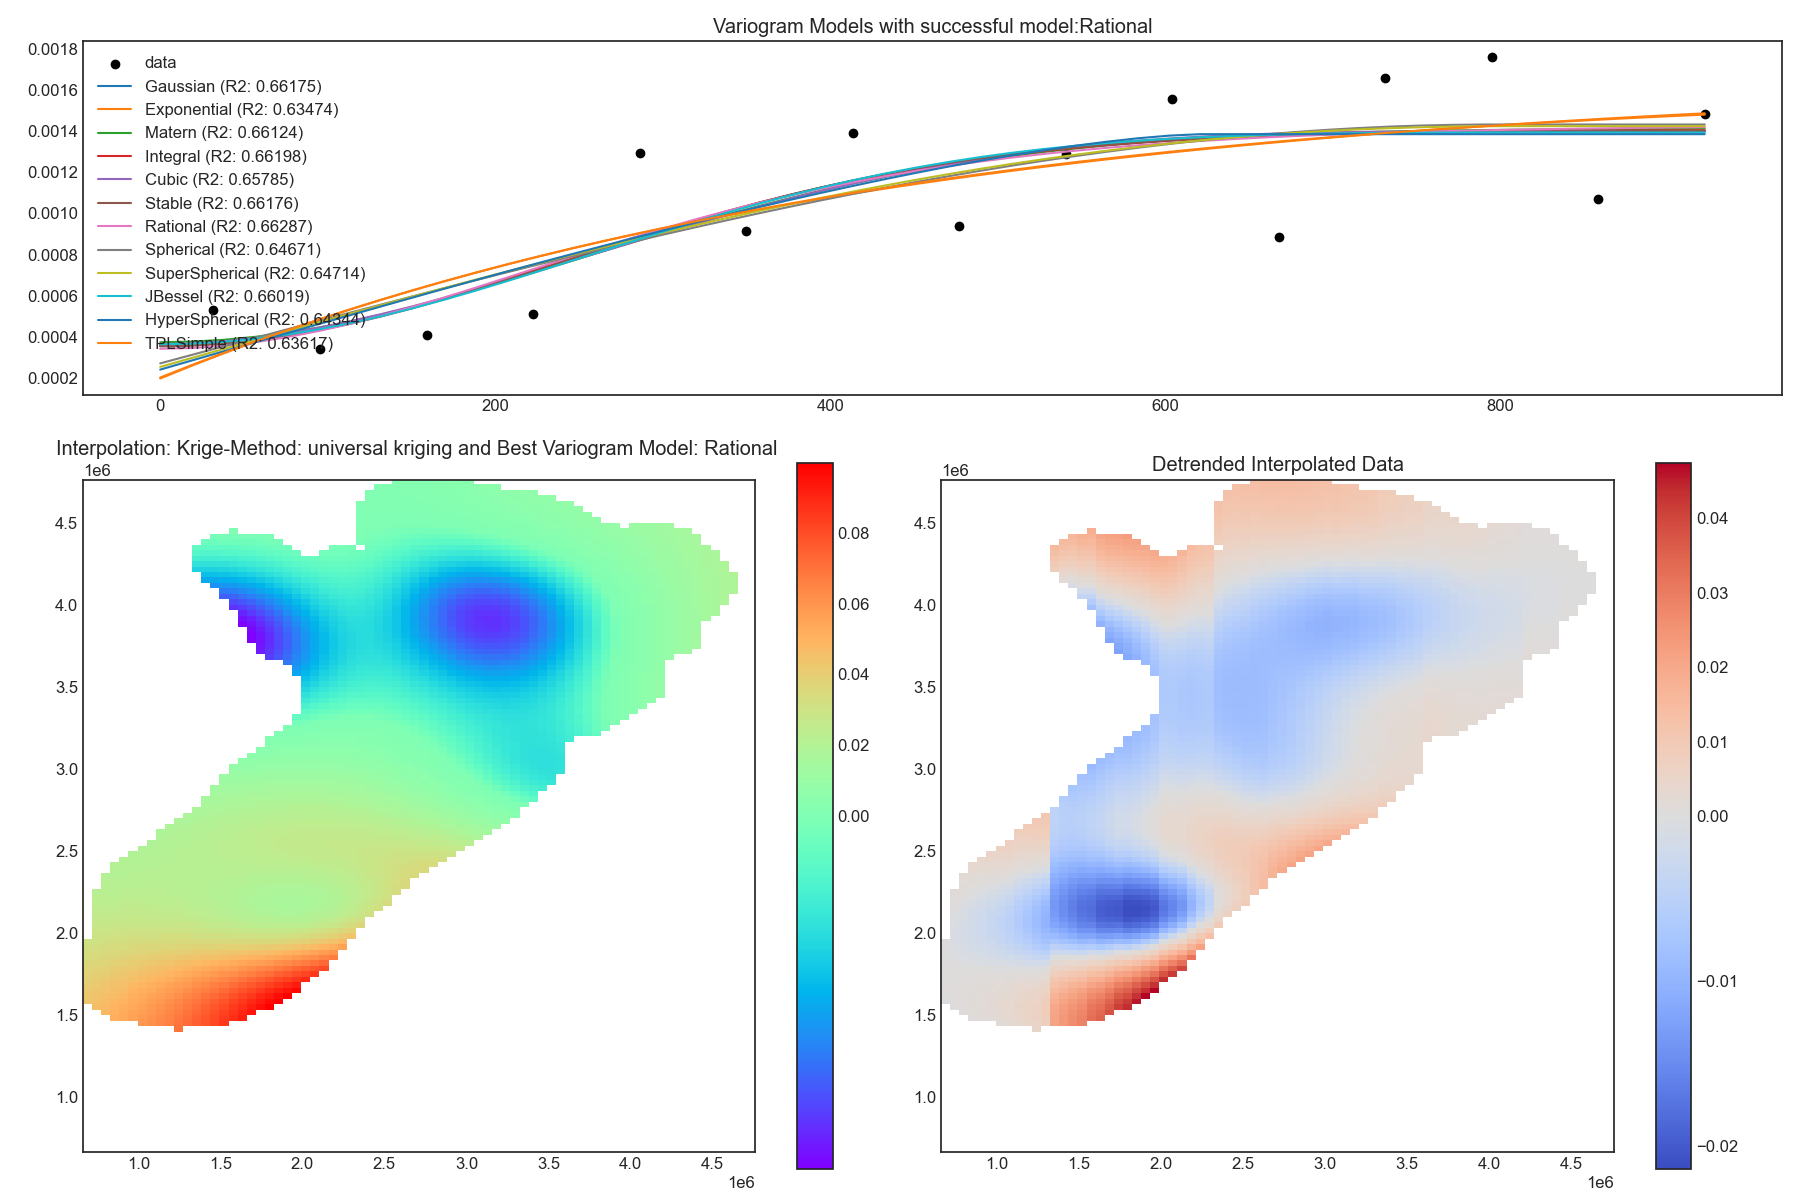 Variogram Models with successful model:Rational
0.0018
0.0016
0.0014
0.0012
0.0010
0.0008
0.0006
0.0004
0.0002
data
Gaussian (R2: 0.66175)
Exponential (R2: 0.63474)
Matern (R2: 0.66124)
Integral (R2: 0.66198)
Cubic (R2: 0.65785)
Stable (R2: 0.66176)
Rational (R2: 0.66287)
Spherical (R2: 0.64671)
SuperSpherical (R2: 0.64714)
JBessel (R2: 0.66019)
HyperSpherical (R2: 0.64344)
TPLSimple (R2: 0.63617)
0 200 400 600 800
Interpolation: Krige-Method: universal kriging and Best Variogram Model: Rational
1e6
4.5
4.0
3.5
3.0
2.5
2.0
1.5
1.0
1.0 1.5 2.0 2.5 3.0 3.5 4.0 4.5
1e6
0.08
0.06
0.04
0.02
0.00
Detrended Interpolated Data
1e6
4.5
4.0
3.5
3.0
2.5
2.0
1.5
1.0
1.0 1.5 2.0 2.5 3.0 3.5 4.0 4.5
1e6
0.04
0.03
0.02
0.01
0.00
−0.01
−0.02